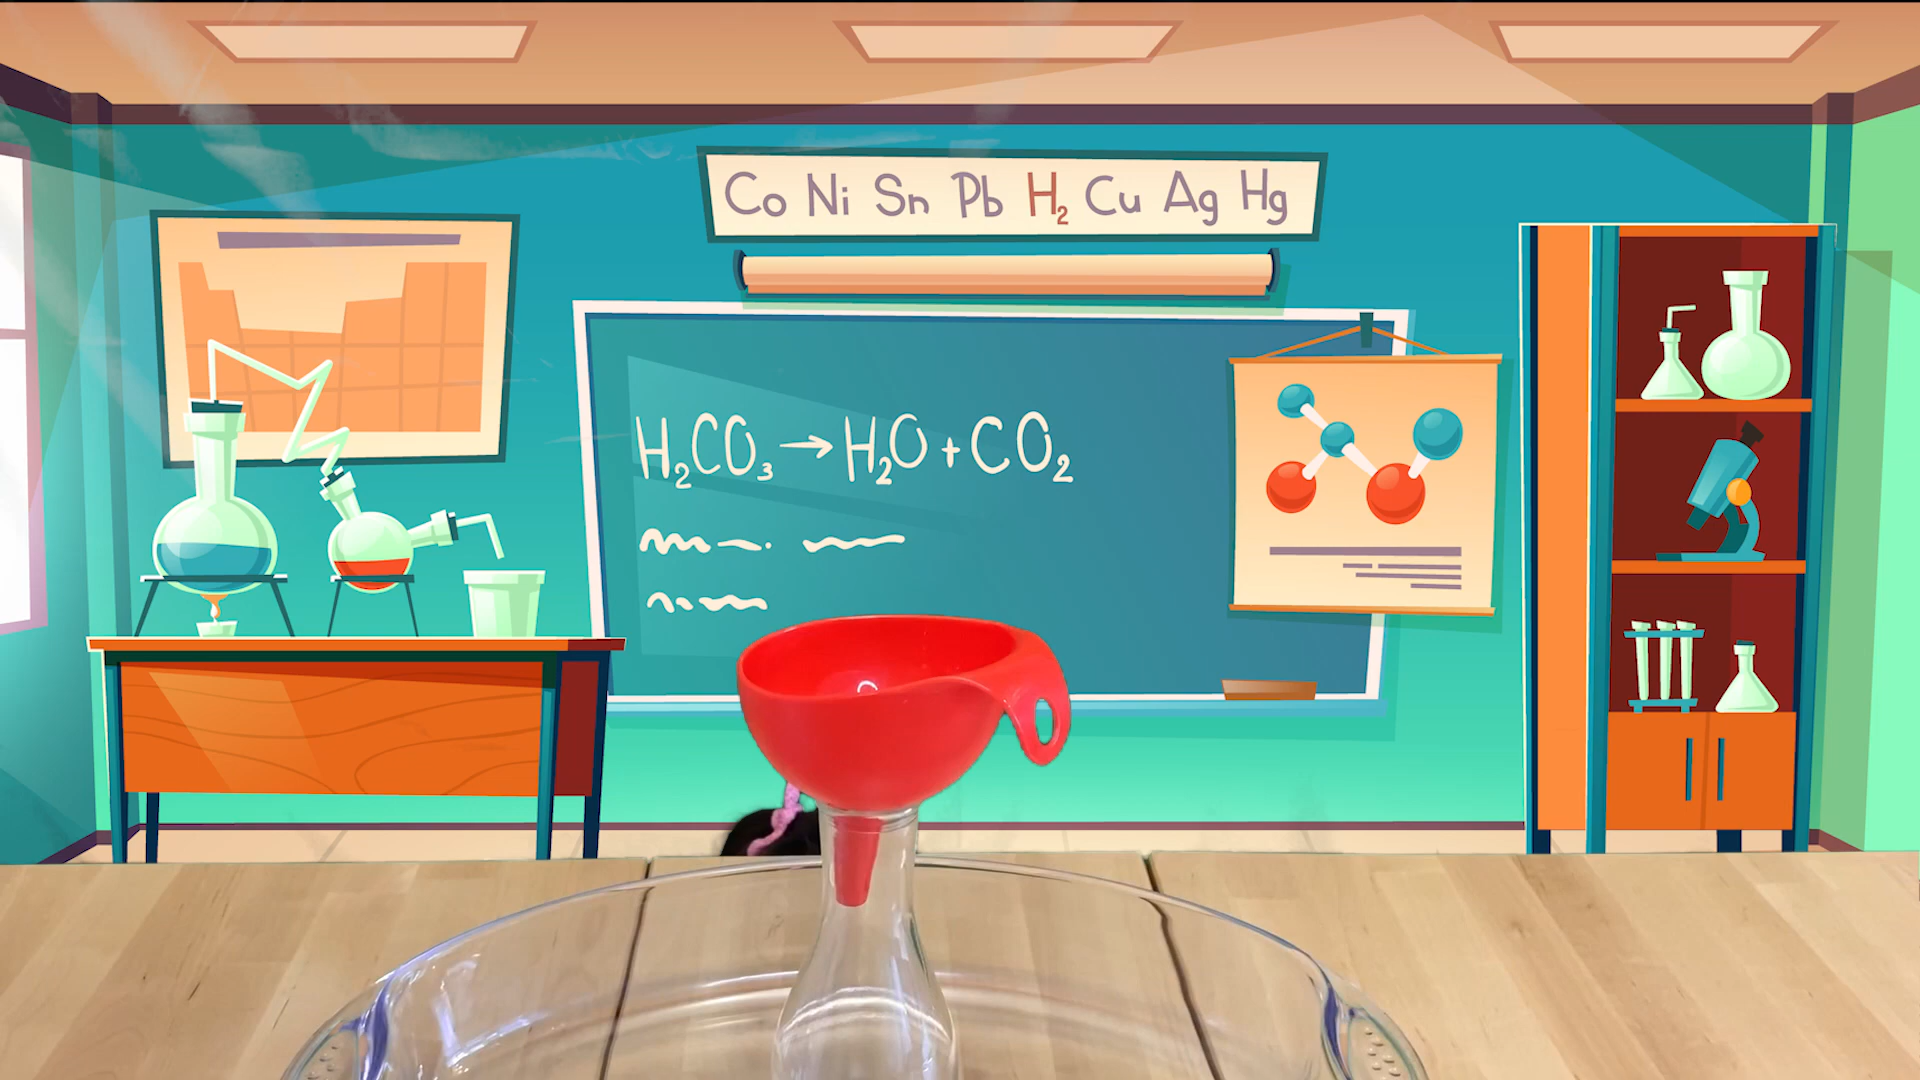 Co Ni Sn Pb H₂ Cu Ag Hg
H₂CO₃ → H₂O + CO₂